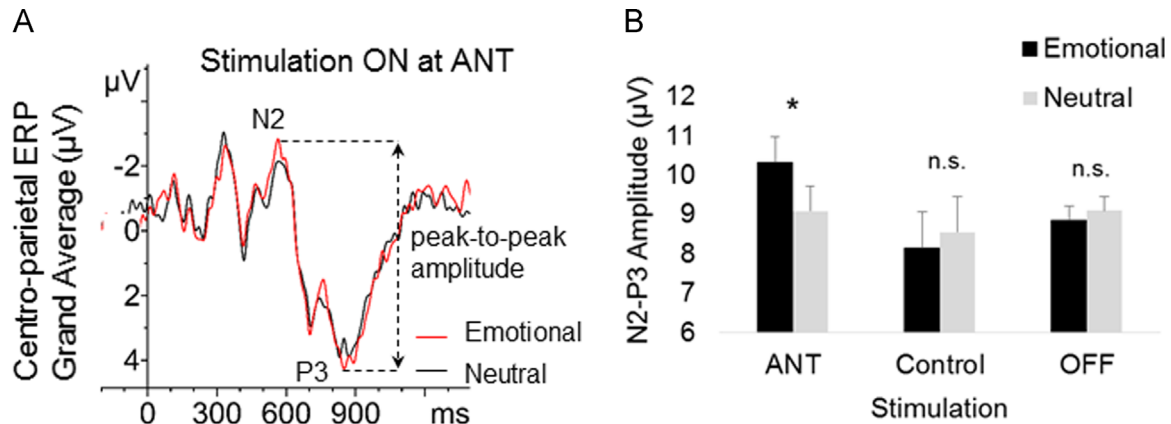 A
Stimulation ON at ANT
µV
Centro-parietal ERP
Grand Average (µV)
-2
0
2
4
N2
peak-to-peak
amplitude
P3
Emotional
Neutral
0 300 600 900 ms
B
Emotional
Neutral
N2-P3 Amplitude (µV)
12
11
10
9
8
7
6
*
n.s.
n.s.
ANT Control OFF
Stimulation